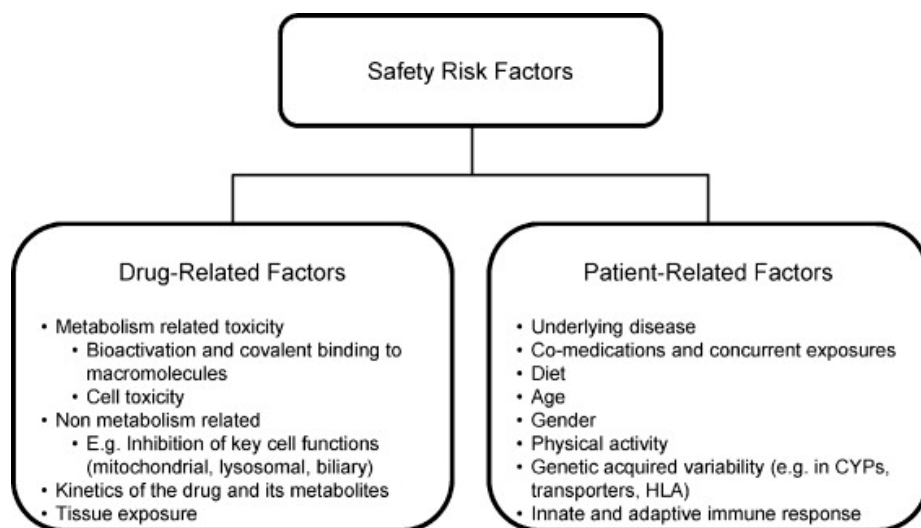 Safety Risk Factors
Drug-Related Factors
• Metabolism related toxicity
• Bioactivation and covalent binding to
macromolecules
• Cell toxicity
• Non metabolism related
• E.g. Inhibition of key cell functions
(mitochondrial, lysosomal, biliary)
• Kinetics of the drug and its metabolites
• Tissue exposure
Patient-Related Factors
• Underlying disease
• Co-medications and concurrent exposures
• Diet
• Age
• Gender
• Physical activity
• Genetic acquired variability (e.g. in CYPs,
transporters, HLA)
• Innate and adaptive immune response